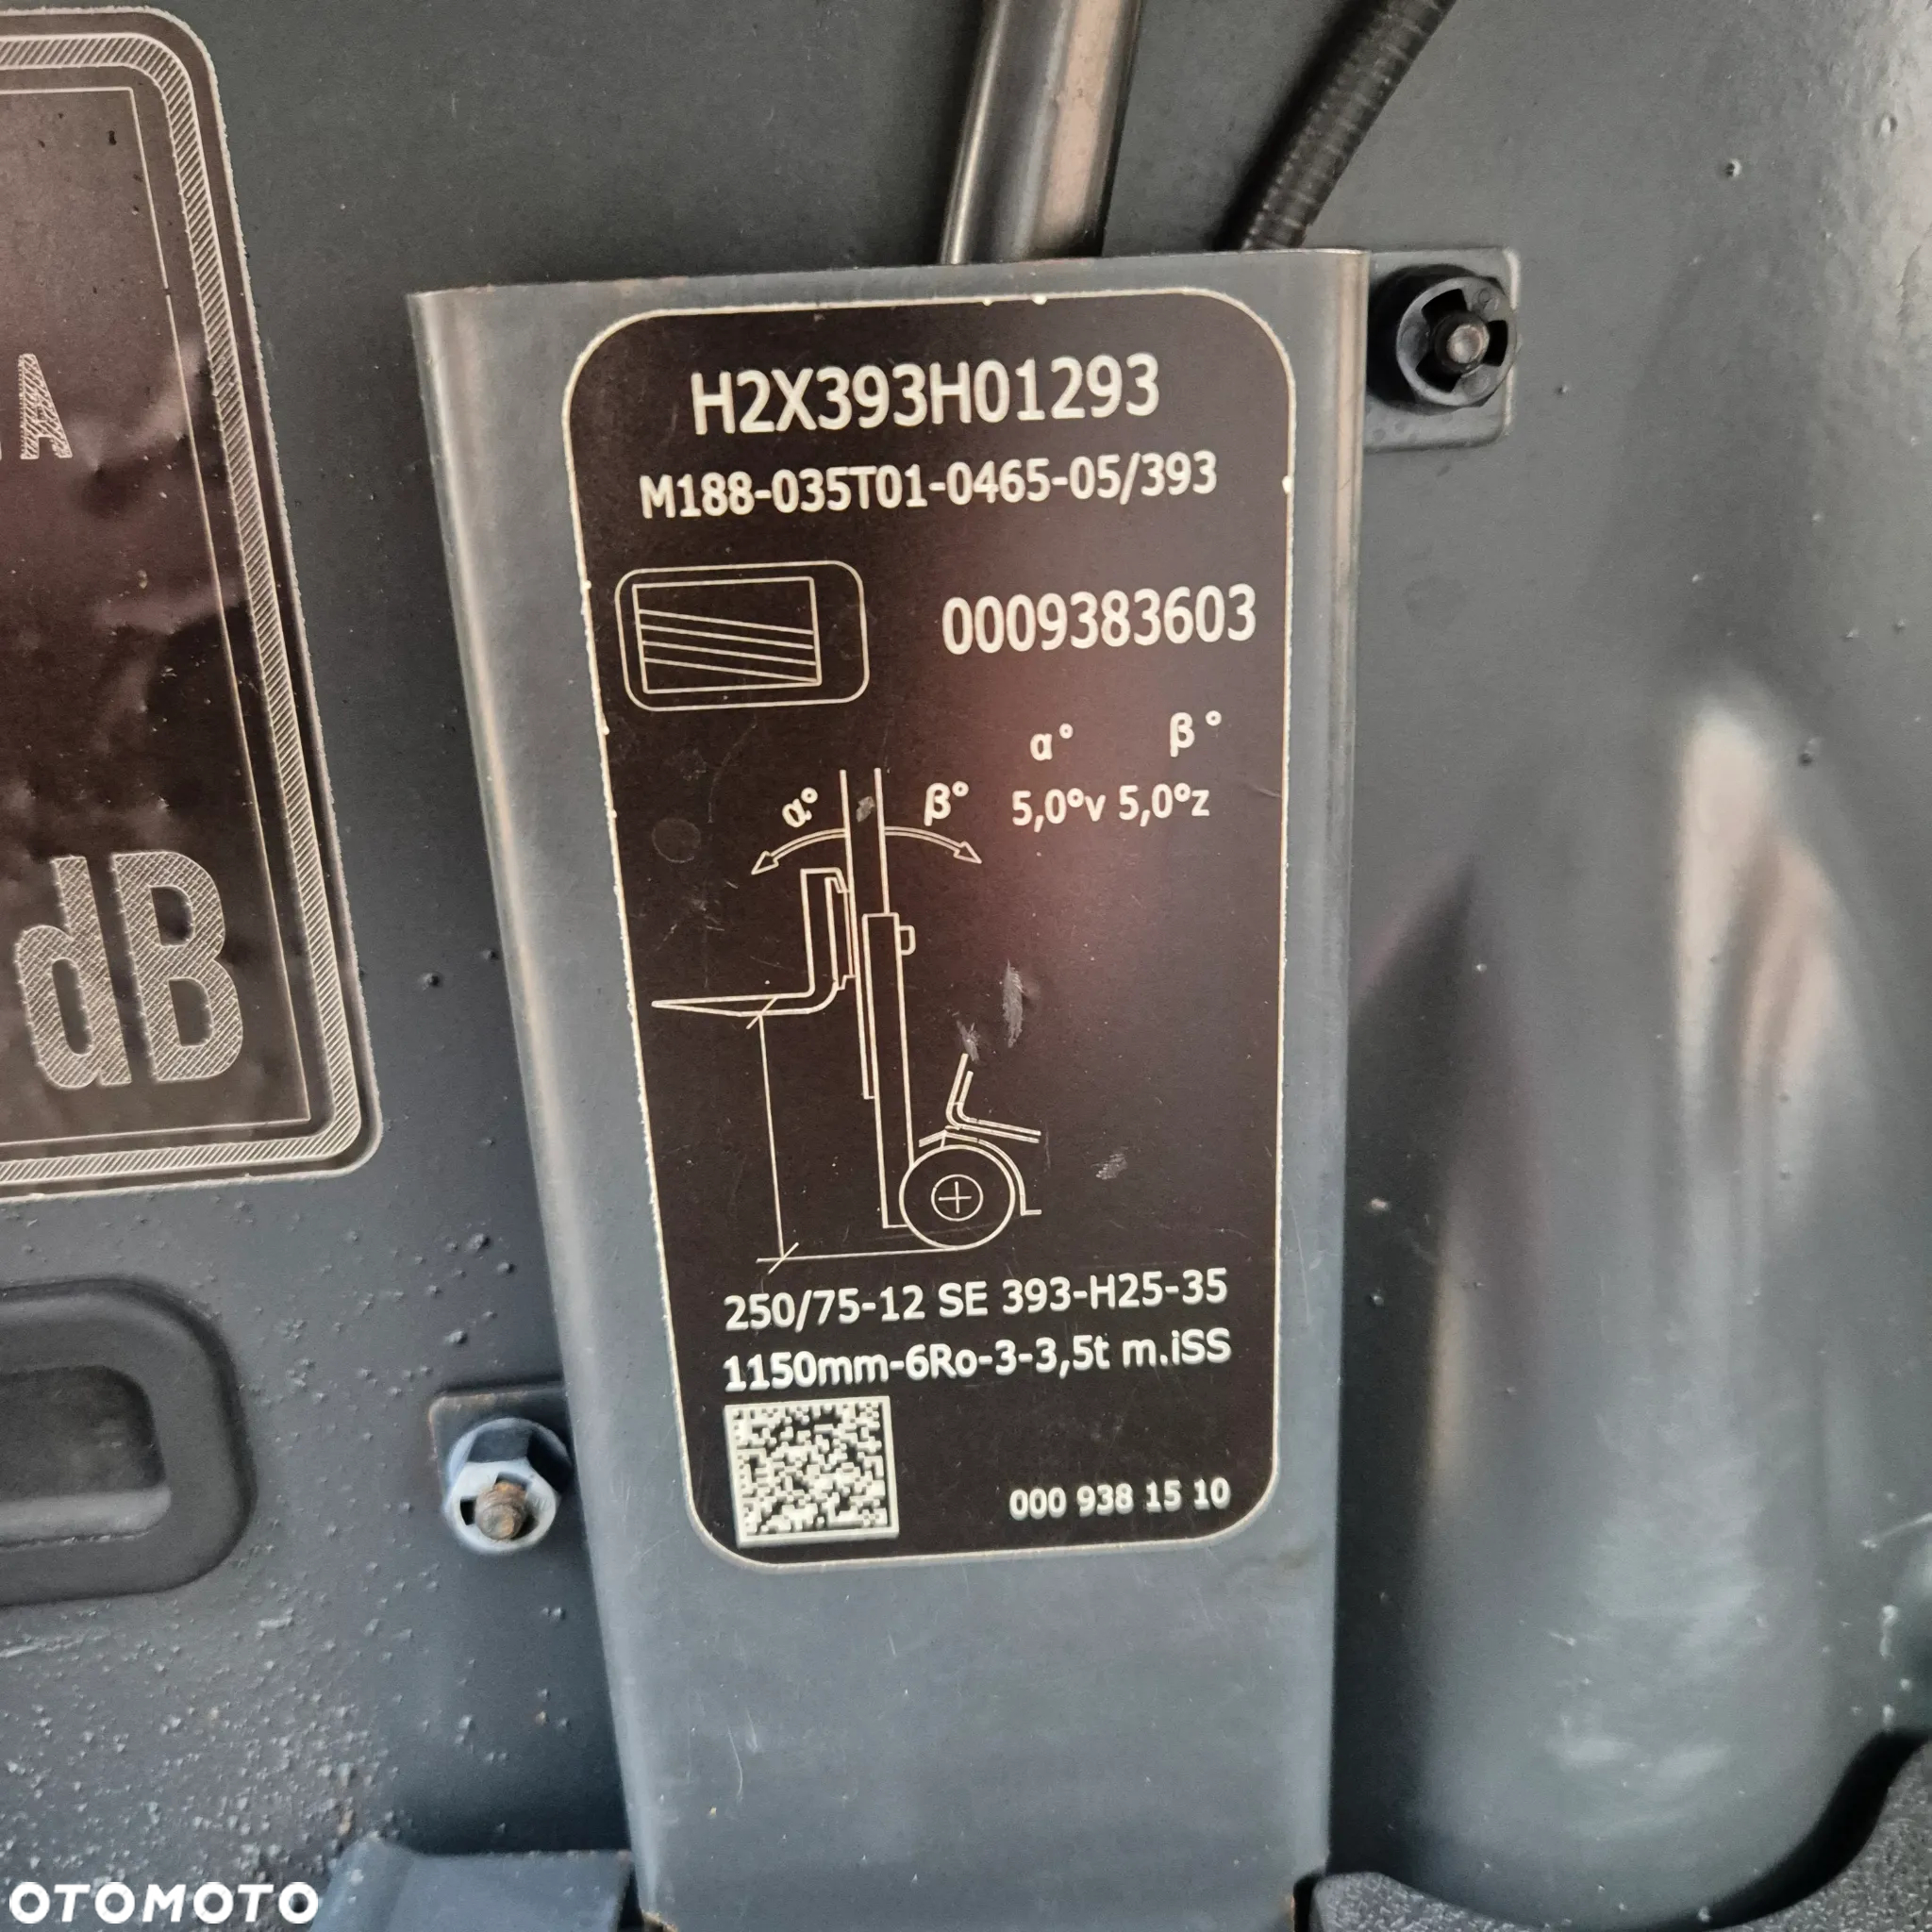 A
dB
H2X393H01293
M188-035T01-0465-05/393
0009383603
α° β°
α° β° 5,0°v 5,0°z
250/75-12 SE 393-H25-35
1150mm-6Ro-3-3,5t m.iSS
000 938 15 10
OTOMOTO